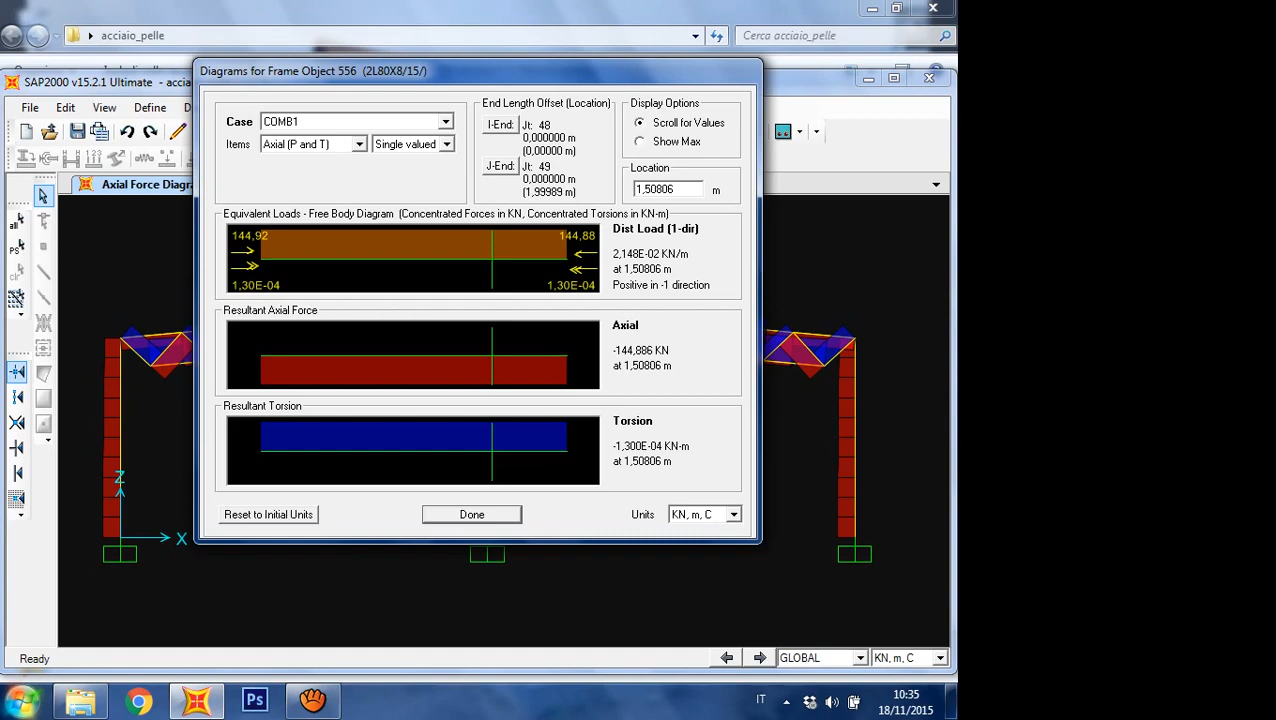 acciaio_pelle
Cerca acciaio_pelle
SAP2000 v15.2.1 Ultimate - acciai
File Edit View Define D
Axial Force Diagra
Diagrams for Frame Object 556 (2L80X8/15/)
Case COMB1
Items Axial (P and T) Single valued
End Length Offset (Location)
I-End: Jt: 48
0,000000 m
(0,00000 m)
J-End: Jt: 49
0,000000 m
(1,99989 m)
Display Options
Scroll for Values
Show Max
Location
1,50806 m
Equivalent Loads - Free Body Diagram (Concentrated Forces in KN, Concentrated Torsions in KN-m)
144,92 144,88
1,30E-04 1,30E-04
Dist Load (1-dir)
2,148E-02 KN/m
at 1,50806 m
Positive in -1 direction
Resultant Axial Force
Axial
-144,886 KN
at 1,50806 m
Resultant Torsion
Torsion
-1,300E-04 KN-m
at 1,50806 m
Reset to Initial Units Done Units KN, m, C
Z
X
Ready GLOBAL KN, m, C
all
PS
clr
Ps
IT
10:35
18/11/2015